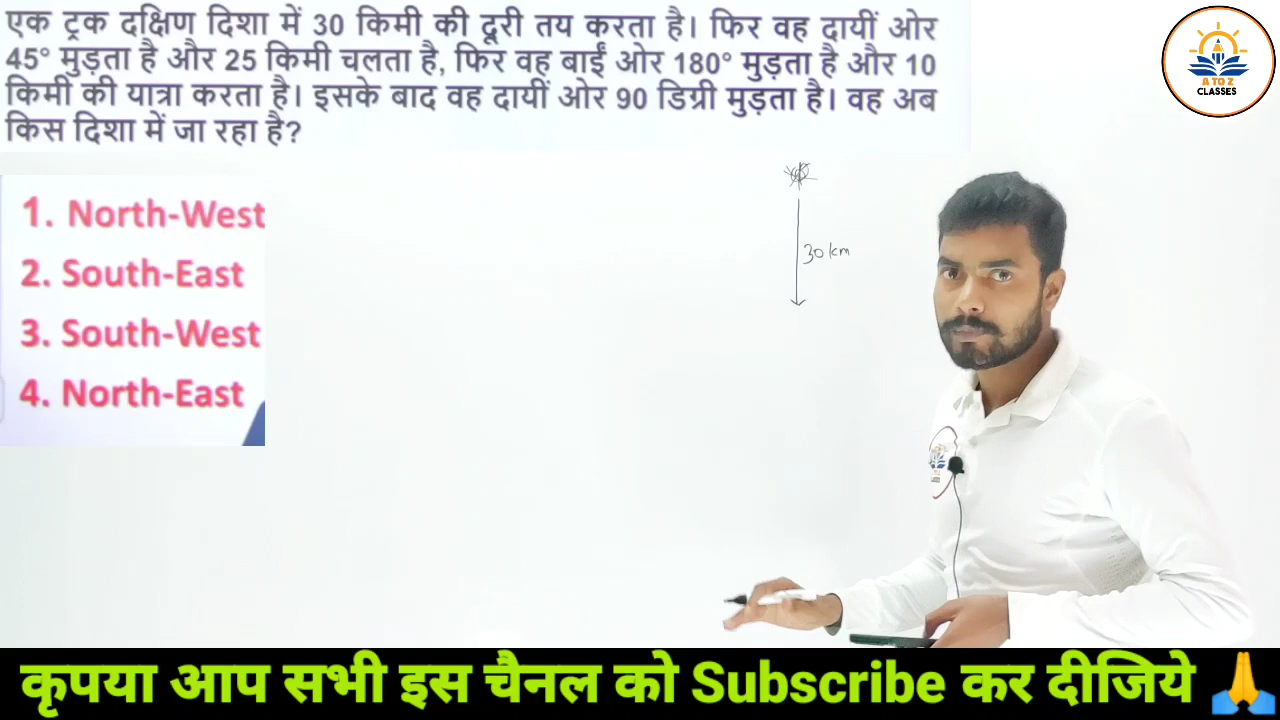 एक ट्रक दक्षिण दिशा में 30 किमी की दूरी तय करता है। फिर वह दायीं ओर
45° मुड़ता है और 25 किमी चलता है, फिर वह बाईं ओर 180° मुड़ता है और 10
किमी की यात्रा करता है। इसके बाद वह दायीं ओर 90 डिग्री मुड़ता है। वह अब
किस दिशा में जा रहा है?
A TO Z
CLASSES
1. North-West
2. South-East
3. South-West
4. North-East
30 km
कृपया आप सभी इस चैनल को Subscribe कर दीजिये 🙏